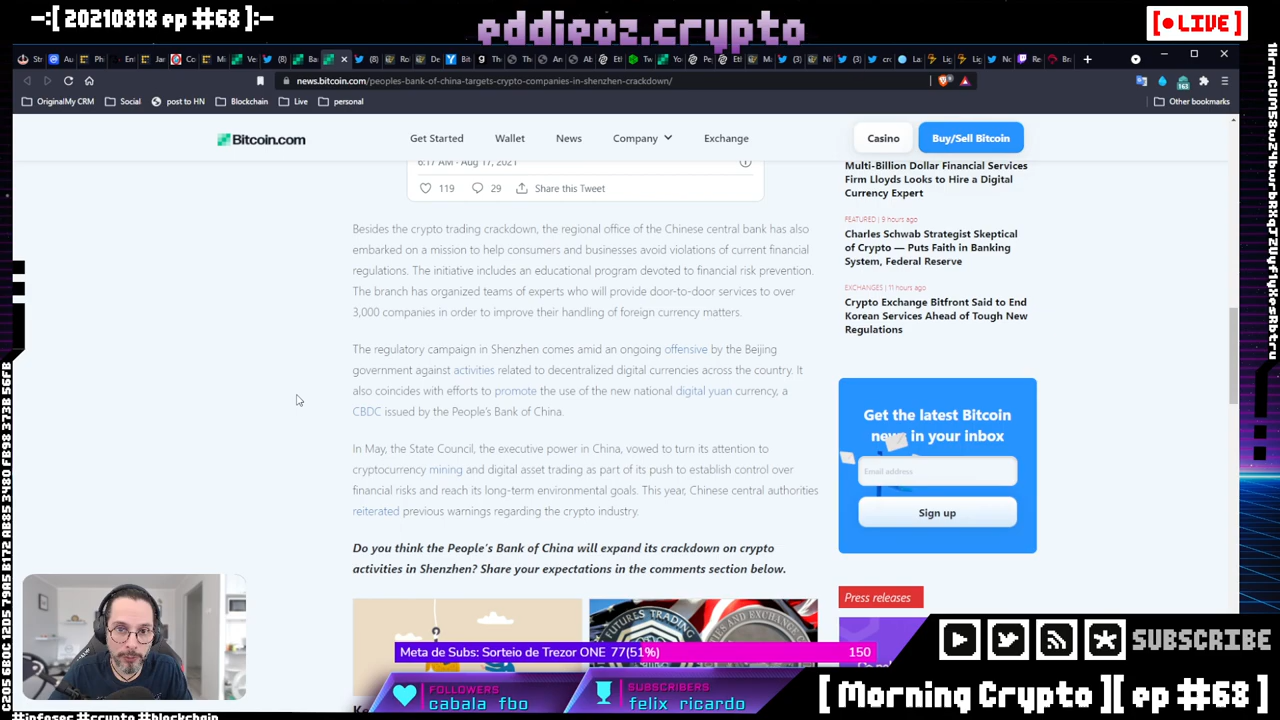 -:[ 20210818 ep #68 ]:-
eddieoz.crypto
[● LIVE]
news.bitcoin.com/peoples-bank-of-china-targets-crypto-companies-in-shenzhen-crackdown/
163
OriginalMy CRM
Social
post to HN
Blockchain
Live
personal
Other bookmarks
Bitcoin.com
Get Started
Wallet
News
Company
Exchange
Casino
Buy/Sell Bitcoin
6:17 AM · Aug 17, 2021
119
29
Share this Tweet
Besides the crypto trading crackdown, the regional office of the Chinese central bank has also
embarked on a mission to help consumers and businesses avoid violations of current financial
regulations. The initiative includes an educational program devoted to financial risk prevention.
The branch has organized teams of experts who will provide door-to-door services to over
3,000 companies in order to improve their handling of foreign currency matters.
The regulatory campaign in Shenzhen comes amid an ongoing offensive by the Beijing
government against activities related to decentralized digital currencies across the country. It
also coincides with efforts to promote the use of the new national digital yuan currency, a
CBDC issued by the People's Bank of China.
In May, the State Council, the executive power in China, vowed to turn its attention to
cryptocurrency mining and digital asset trading as part of its push to establish control over
financial risks and reach its long-term environmental goals. This year, Chinese central authorities
reiterated previous warnings regarding the crypto industry.
Do you think the People's Bank of China will expand its crackdown on crypto
activities in Shenzhen? Share your expectations in the comments section below.
Multi-Billion Dollar Financial Services
Firm Lloyds Looks to Hire a Digital
Currency Expert
FEATURED | 9 hours ago
Charles Schwab Strategist Skeptical
of Crypto — Puts Faith in Banking
System, Federal Reserve
EXCHANGES | 11 hours ago
Crypto Exchange Bitfront Said to End
Korean Services Ahead of Tough New
Regulations
Get the latest Bitcoin
news in your inbox
Email address
Sign up
Press releases
FUTURES TRADING
Meta de Subs: Sorteio de Trezor ONE 77(51%)
150
FOLLOWERS
cabala fbo
SUBSCRIBERS
felix ricardo
SUBSCRIBE
[ Morning Crypto ][ ep #68 ]
#infosec #crypto #blockchain